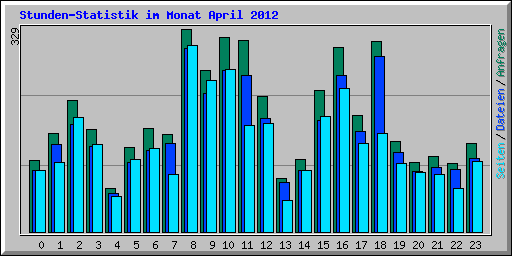 Stunden-Statistik im Monat April 2012
329
Seiten / Dateien / Anfragen
0 1 2 3 4 5 6 7 8 9 10 11 12 13 14 15 16 17 18 19 20 21 22 23